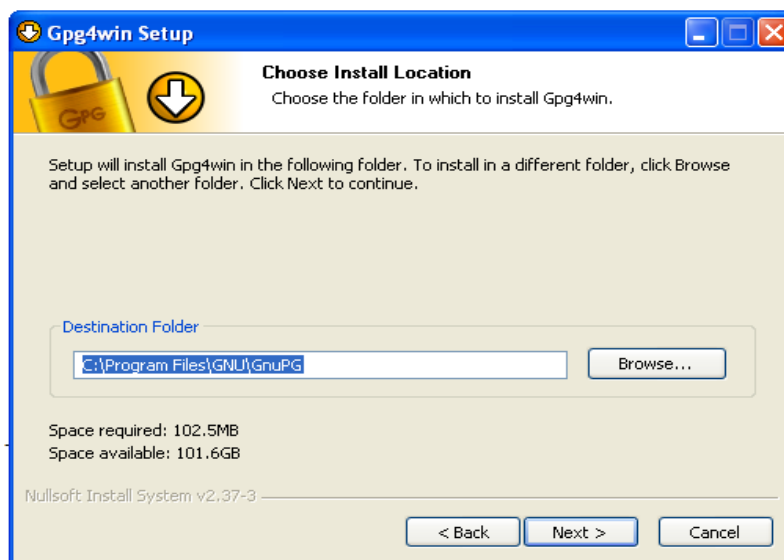 Gpg4win Setup
Choose Install Location
Choose the folder in which to install Gpg4win.
GPG
Setup will install Gpg4win in the following folder. To install in a different folder, click Browse
and select another folder. Click Next to continue.
Destination Folder
C:\Program Files\GNU\GnuPG
Browse...
Space required: 102.5MB
Space available: 101.6GB
Nullsoft Install System v2.37-3
< Back
Next >
Cancel